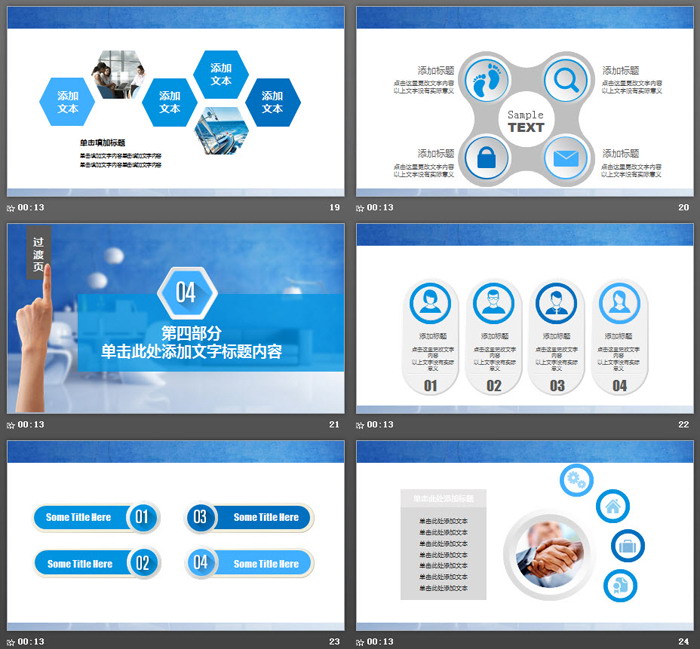 添加
文本
添加
文本
添加
文本
添加
文本
单击填加标题
单击填加文字内容单击填加文字内容
单击填加文字内容单击填加文字内容
00:13
19
添加标题
点击这里更改文字内容
以上文字没有实际意义
添加标题
点击这里更改文字内容
以上文字没有实际意义
Sample
TEXT
添加标题
点击这里更改文字内容
以上文字没有实际意义
添加标题
点击这里更改文字内容
以上文字没有实际意义
00:13
20
过
渡
页
04
第四部分
单击此处添加文字标题内容
00:13
21
添加标题
点击这里更改文字
内容
以上文字没有实际
意义
01
添加标题
点击这里更改文字
内容
以上文字没有实际
意义
02
添加标题
点击这里更改文字
内容
以上文字没有实际
意义
03
添加标题
点击这里更改文字
内容
以上文字没有实际
意义
04
00:13
22
Some Title Here 01
03 Some Title Here
Some Title Here 02
04 Some Title Here
00:13
23
单击此处添加标题
单击此处添加文本
单击此处添加文本
单击此处添加文本
单击此处添加文本
单击此处添加文本
单击此处添加文本
单击此处添加文本
00:13
24